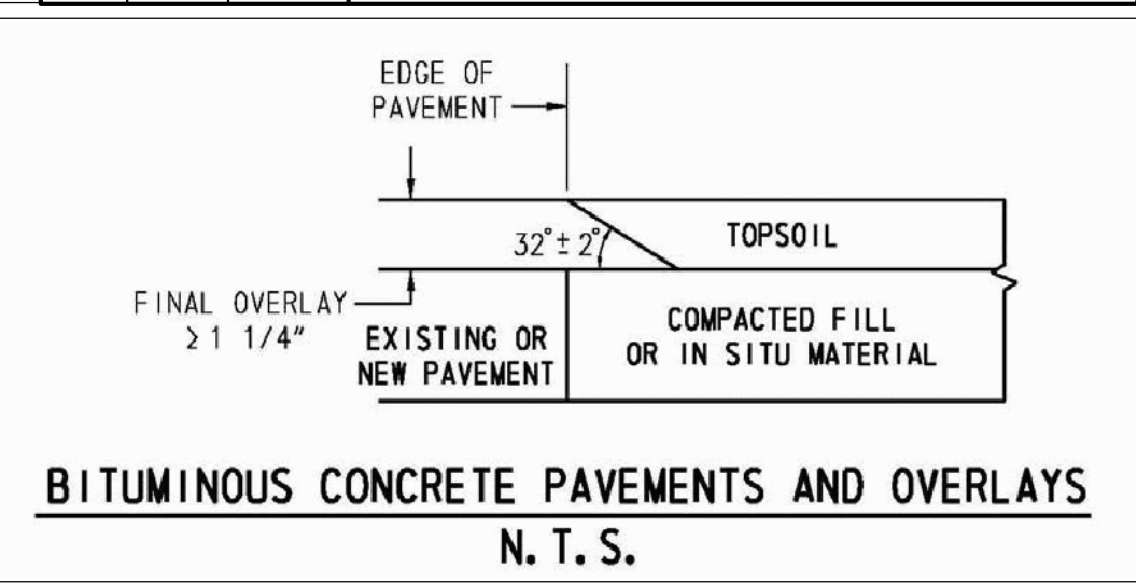 EDGE OF
PAVEMENT
32°± 2°
TOPSOIL
FINAL OVERLAY
≥1 1/4"
EXISTING OR
NEW PAVEMENT
COMPACTED FILL
OR IN SITU MATERIAL
BITUMINOUS CONCRETE PAVEMENTS AND OVERLAYS
N. T. S.